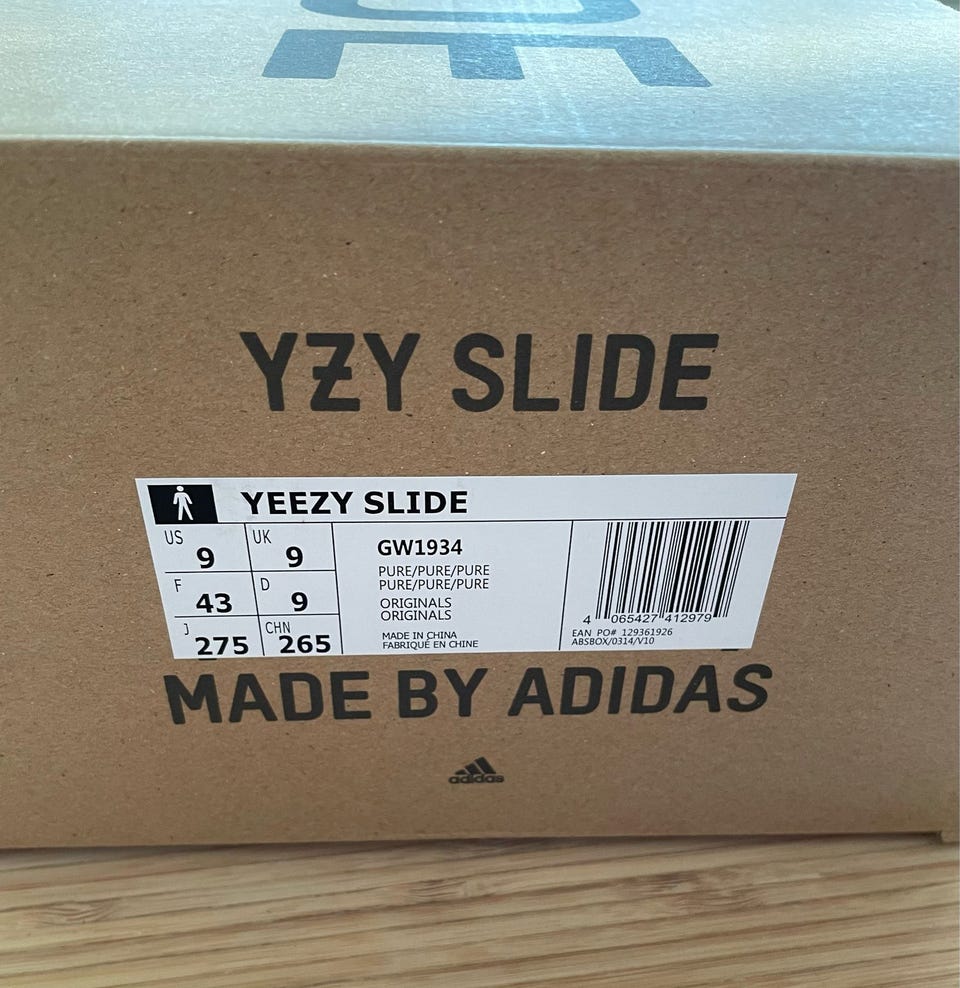 DE
YZY SLIDE
YEEZY SLIDE
US 9
UK 9
F 43
D 9
J 275
CHN 265
GW1934
PURE/PURE/PURE
PURE/PURE/PURE
ORIGINALS
ORIGINALS
MADE IN CHINA
FABRIQUÉ EN CHINE
4 065427 412979
EAN PO# 129361926
ABSBOX/0314/V10
MADE BY ADIDAS
adidas